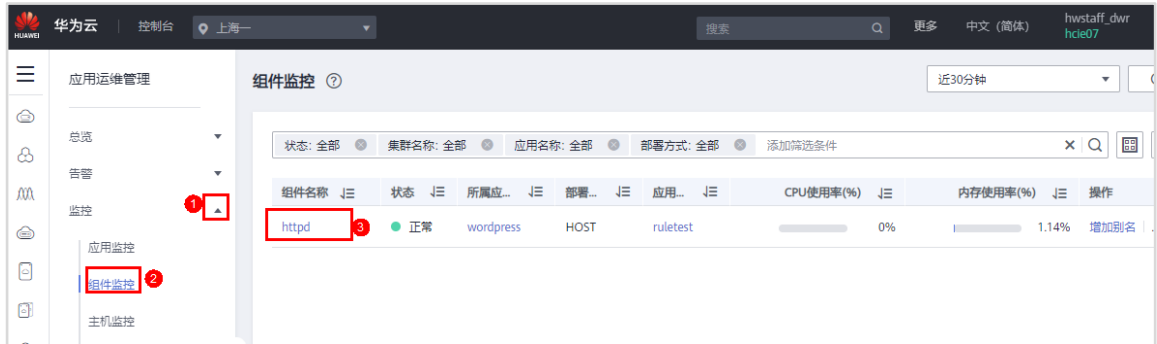 HUAWEI 华为云 控制台 上海一 搜索 更多 中文 (简体) hwstaff_dwr
hcie07
应用运维管理
总览
告警
监控 1
应用监控
组件监控 2
主机监控
组件监控 ? 近30分钟
状态: 全部 集群名称: 全部 应用名称: 全部 部署方式: 全部 添加筛选条件
组件名称 状态 所属应... 部署... 应用... CPU使用率(%) 内存使用率(%) 操作
httpd 3 正常 wordpress HOST ruletest 0% 1.14% 增加别名